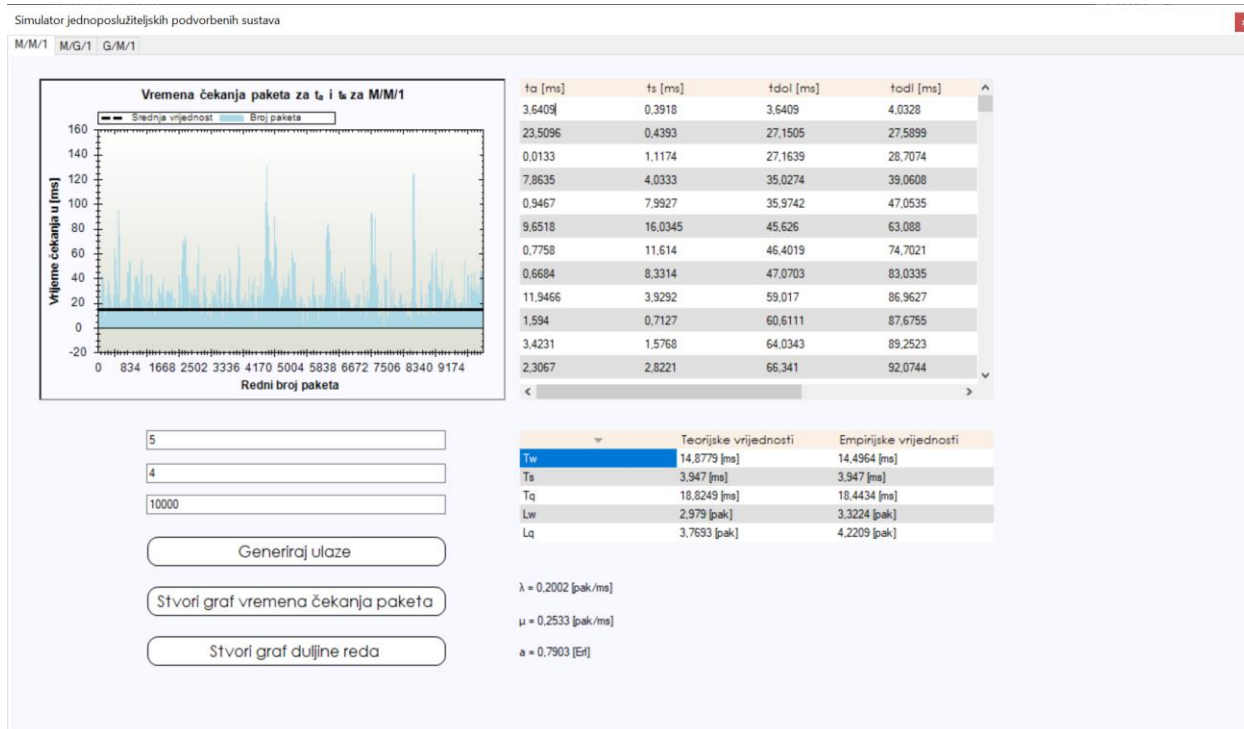 Simulator jednoposlužiteljskih podvorbenih sustava
M/M/1 M/G/1 G/M/1
Vremena čekanja paketa za tₐ i tₛ za M/M/1
Srednja vrijednost Broj paketa
Vrijeme čekanja u [ms]
160
140
120
100
80
60
40
20
0
-20
0 834 1668 2502 3336 4170 5004 5838 6672 7506 8340 9174
Redni broj paketa
ta [ms] ts [ms] tdol [ms] todl [ms]
3,6409 0,3918 3,6409 4,0328
23,5096 0,4393 27,1505 27,5899
0,0133 1,1174 27,1639 28,7074
7,8635 4,0333 35,0274 39,0608
0,9467 7,9927 35,9742 47,0535
9,6518 16,0345 45,626 63,088
0,7758 11,614 46,4019 74,7021
0,6684 8,3314 47,0703 83,0335
11,9466 3,9292 59,017 86,9627
1,594 0,7127 60,6111 87,6755
3,4231 1,5768 64,0343 89,2523
2,3067 2,8221 66,341 92,0744
5
4
10000
Generiraj ulaze
Stvori graf vremena čekanja paketa
Stvori graf duljine reda
Teorijske vrijednosti Empirijske vrijednosti
Tw 14,8779 [ms] 14,4964 [ms]
Ts 3,947 [ms] 3,947 [ms]
Tq 18,8249 [ms] 18,4434 [ms]
Lw 2,979 [pak] 3,3224 [pak]
Lq 3,7693 [pak] 4,2209 [pak]
λ = 0,2002 [pak/ms]
μ = 0,2533 [pak/ms]
a = 0,7903 [Erl]